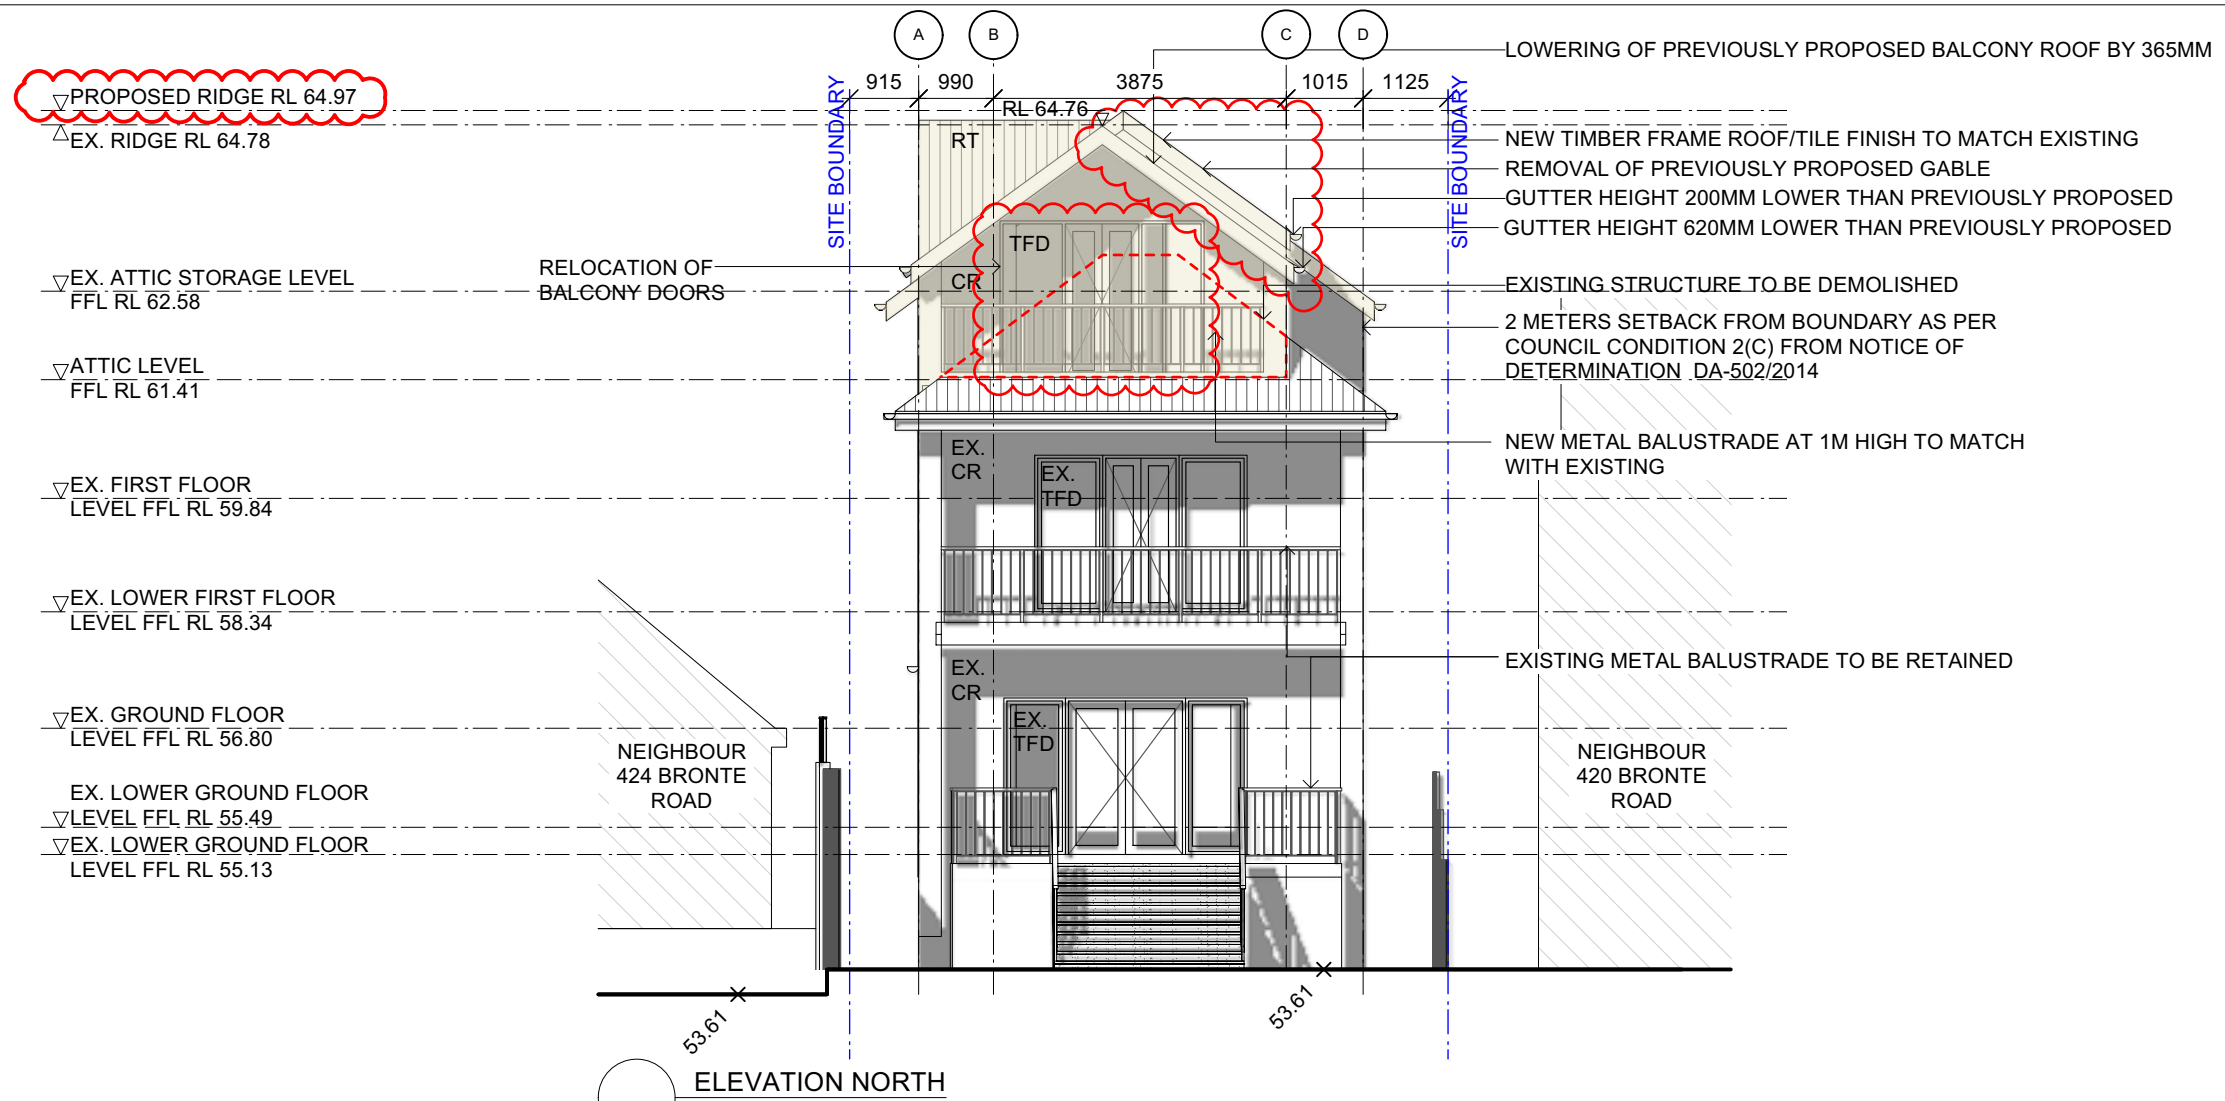 A
B
C
D
915
990
3875
1015
1125
SITE BOUNDARY
SITE BOUNDARY
PROPOSED RIDGE RL 64.97
EX. RIDGE RL 64.78
EX. ATTIC STORAGE LEVEL
FFL RL 62.58
ATTIC LEVEL
FFL RL 61.41
EX. FIRST FLOOR
LEVEL FFL RL 59.84
EX. LOWER FIRST FLOOR
LEVEL FFL RL 58.34
EX. GROUND FLOOR
LEVEL FFL RL 56.80
EX. LOWER GROUND FLOOR
LEVEL FFL RL 55.49
EX. LOWER GROUND FLOOR
LEVEL FFL RL 55.13
RELOCATION OF
BALCONY DOORS
RL 64.76
RT
TFD
CR
EX.
CR
EX.
TFD
EX.
CR
EX.
TFD
LOWERING OF PREVIOUSLY PROPOSED BALCONY ROOF BY 365MM
NEW TIMBER FRAME ROOF/TILE FINISH TO MATCH EXISTING
REMOVAL OF PREVIOUSLY PROPOSED GABLE
GUTTER HEIGHT 200MM LOWER THAN PREVIOUSLY PROPOSED
GUTTER HEIGHT 620MM LOWER THAN PREVIOUSLY PROPOSED
EXISTING STRUCTURE TO BE DEMOLISHED
2 METERS SETBACK FROM BOUNDARY AS PER
COUNCIL CONDITION 2(C) FROM NOTICE OF
DETERMINATION DA-502/2014
NEW METAL BALUSTRADE AT 1M HIGH TO MATCH
WITH EXISTING
EXISTING METAL BALUSTRADE TO BE RETAINED
NEIGHBOUR
424 BRONTE
ROAD
NEIGHBOUR
420 BRONTE
ROAD
53.61
53.61
ELEVATION NORTH